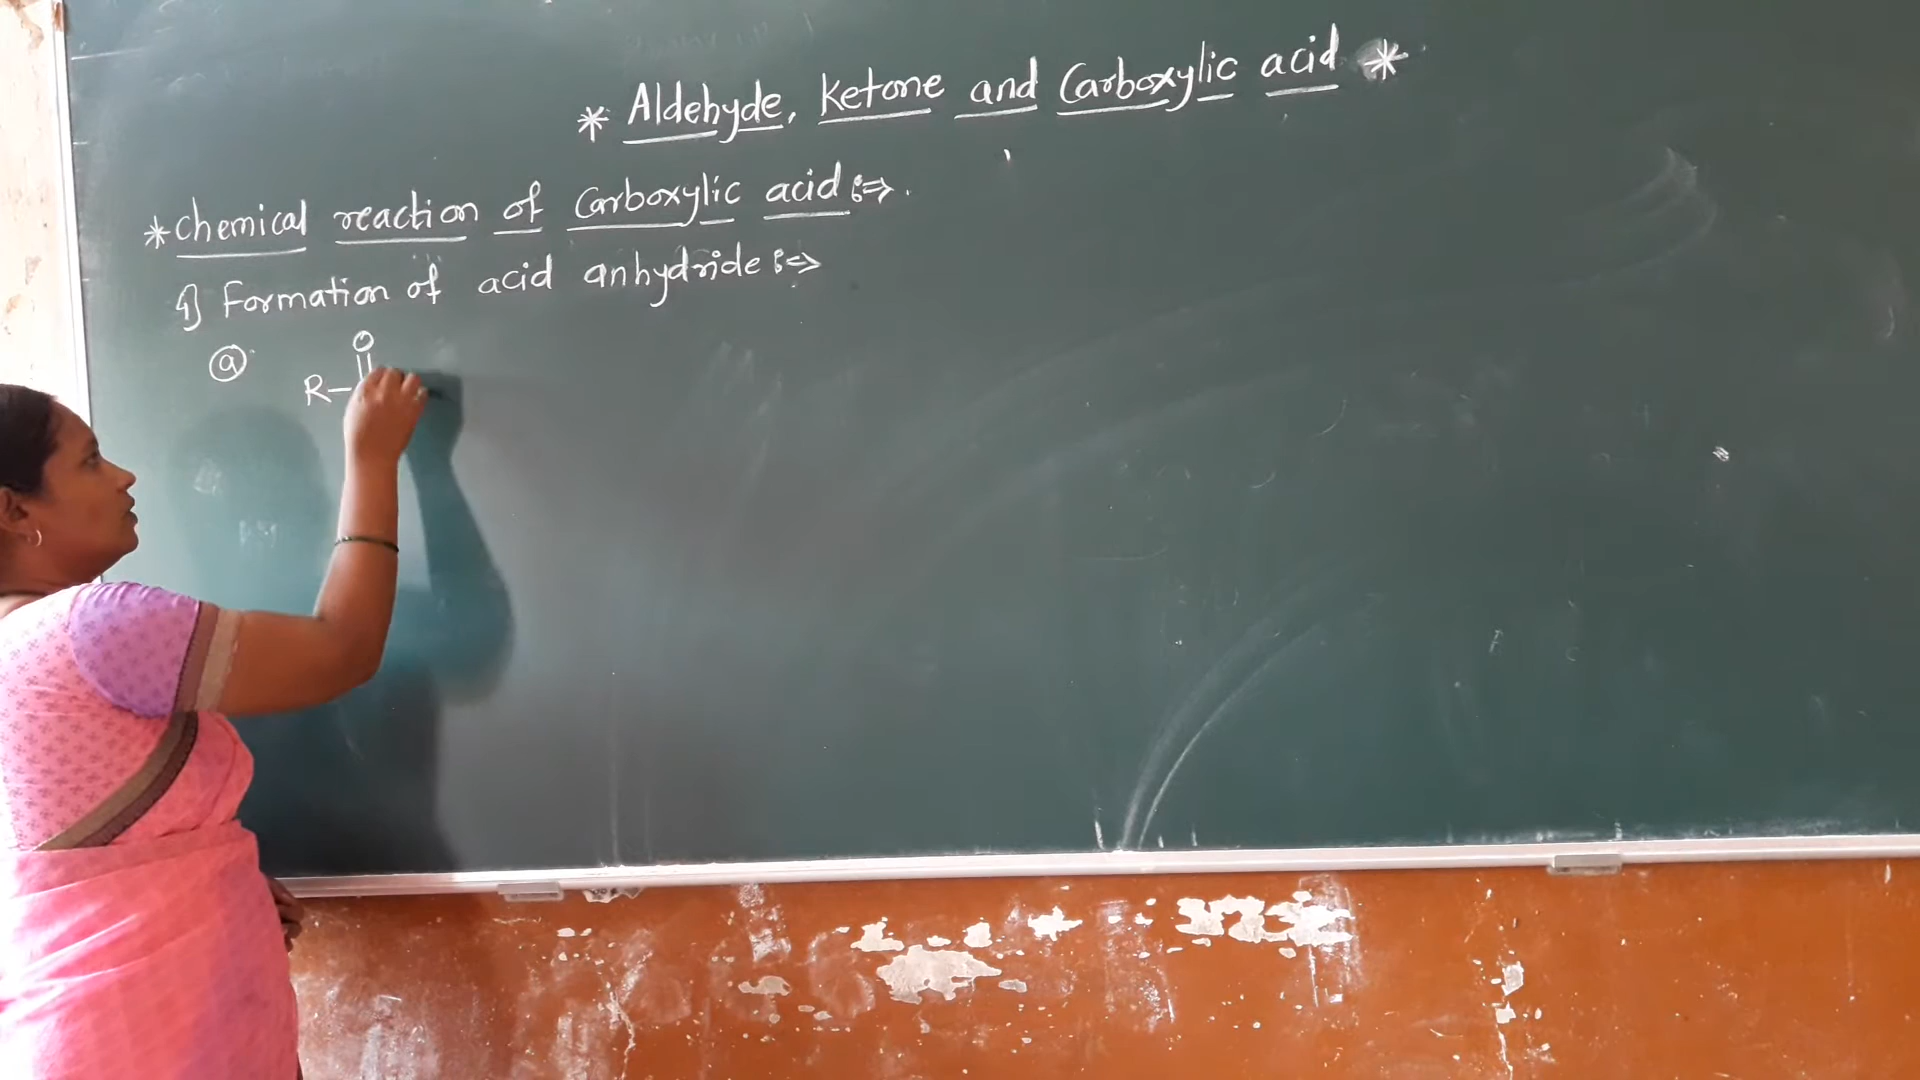 * Aldehyde, Ketone and Carboxylic acid *
* Chemical reaction of Carboxylic acid :⇒.
1] Formation of acid anhydride :⇒
ⓐ
O
||
R—